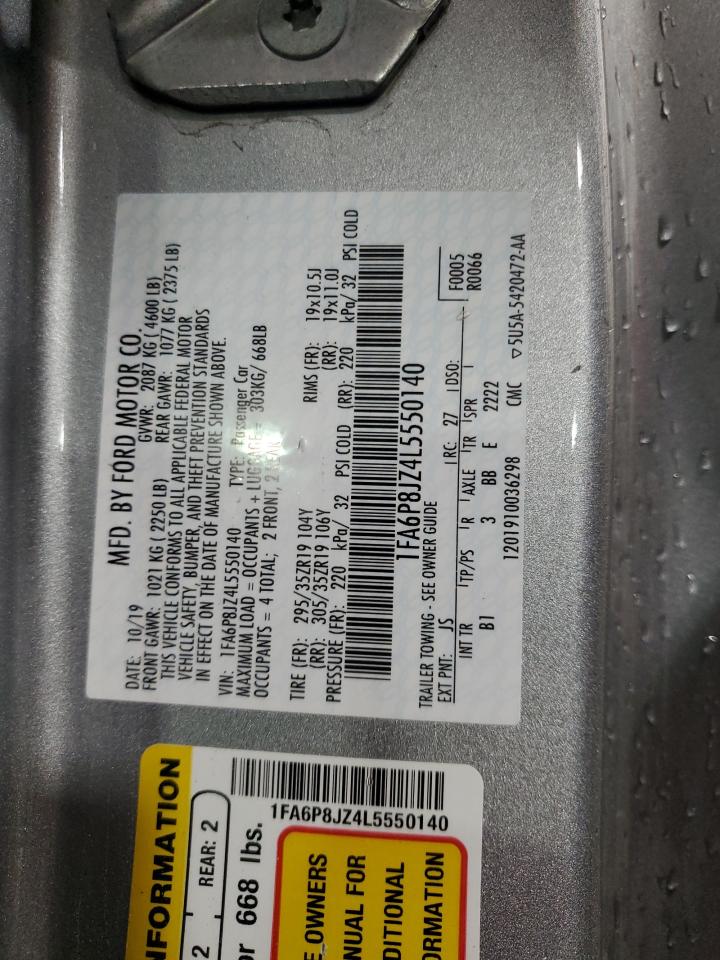 MFD. BY FORD MOTOR CO.
DATE: 10/19 GVWR: 2087 KG ( 4600 LB)
FRONT GAWR: 1021 KG ( 2250 LB) REAR GAWR: 1077 KG ( 2375 LB)
THIS VEHICLE CONFORMS TO ALL APPLICABLE FEDERAL MOTOR
VEHICLE SAFETY, BUMPER, AND THEFT PREVENTION STANDARDS
IN EFFECT ON THE DATE OF MANUFACTURE SHOWN ABOVE.
VIN: 1FA6P8JZ4L5550140 TYPE: Passenger Car
MAXIMUM LOAD = OCCUPANTS + LUGGAGE = 303KG/ 668LB
OCCUPANTS = 4 TOTAL; 2 FRONT, 2 REAR
TIRE (FR): 295/35ZR19 104Y RIMS (FR): 19x10.5J
(RR): 305/35ZR19 106Y (RR): 19x11.0J
PRESSURE (FR): 220 kPa/ 32 PSI COLD (RR): 220 kPa/ 32 PSI COLD
1FA6P8JZ4L5550140
TRAILER TOWING - SEE OWNER GUIDE
F0005
EXT PNT: JS RC: 27 DSO: R0066
INT TR TP/PS R AXLE TR SPR
B1 3 BB E 2222
1201910036298 CMC ▽5U5A-5420472-AA
NFORMATION
2 REAR: 2
or 668 lbs.
1FA6P8JZ4L5550140
E OWNERS
NUAL FOR
DITIONAL
ORMATION